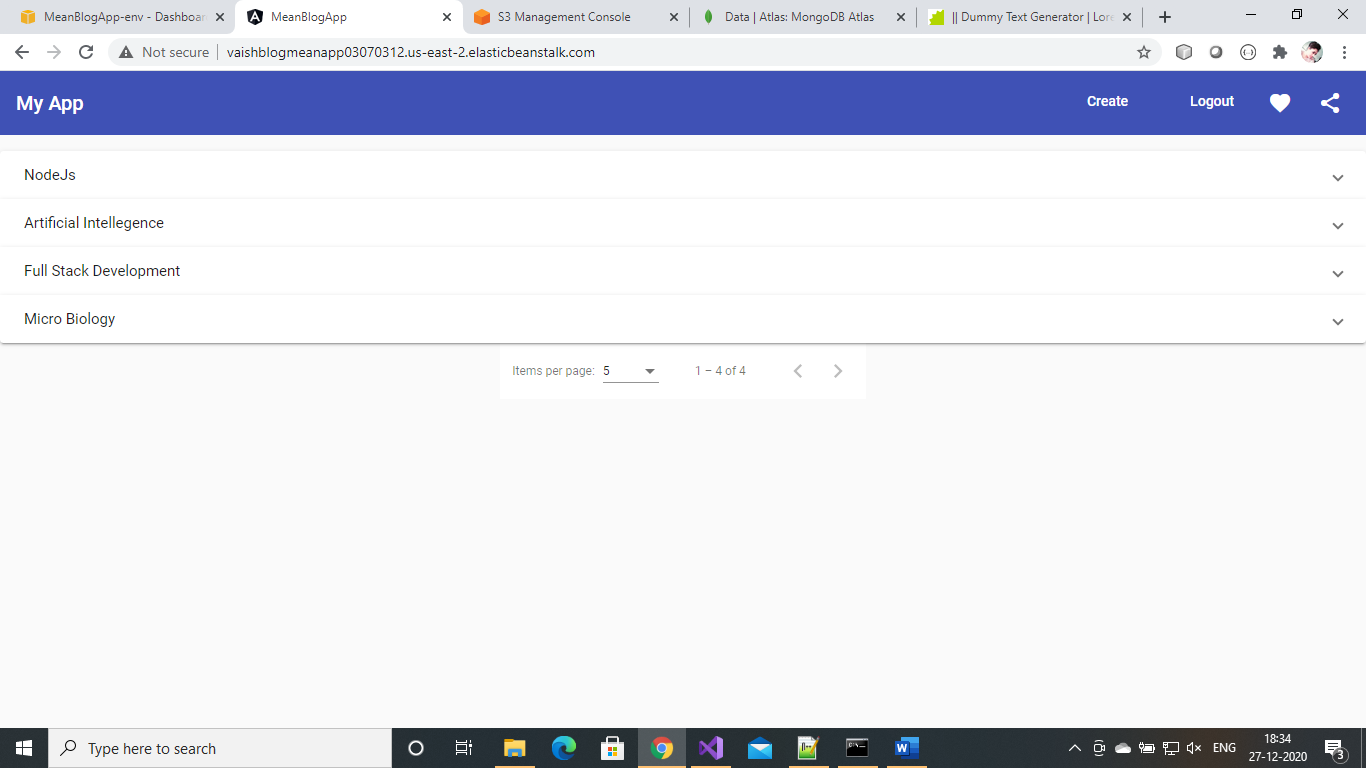 MeanBlogApp-env - Dashboar
MeanBlogApp
S3 Management Console
Data | Atlas: MongoDB Atlas
|| Dummy Text Generator | Lore
Not secure
vaishblogmeanapp03070312.us-east-2.elasticbeanstalk.com
My App
Create
Logout
NodeJs
Artificial Intellegence
Full Stack Development
Micro Biology
Items per page: 5
1 – 4 of 4
Type here to search
ENG
18:34
27-12-2020
3